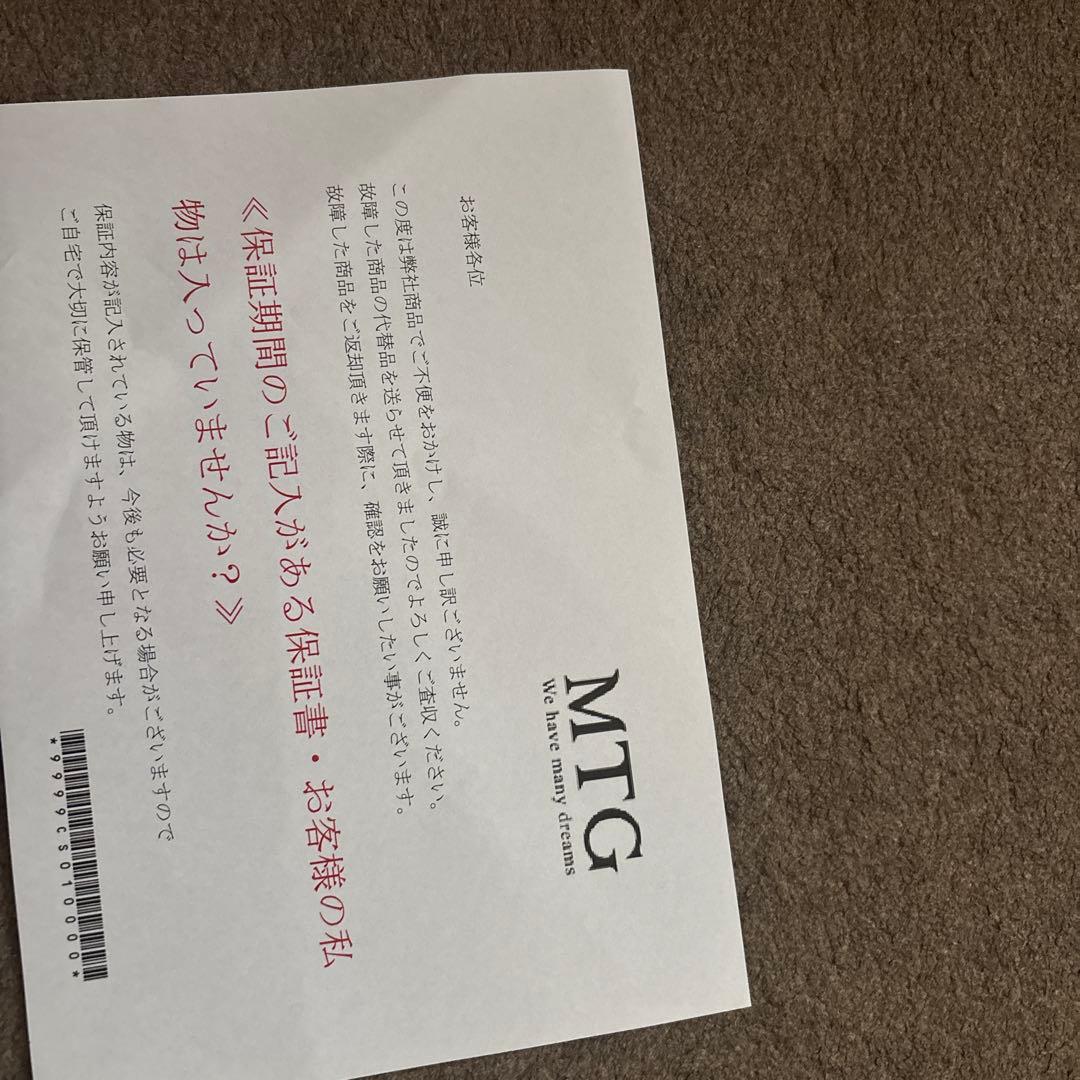 MTG
We have many dreams
お客様各位
この度は弊社商品でご不便をおかけし、誠に申し訳ございません。
故障した商品の代替品を送らせて頂きましたのでよろしくご査収ください。
故障した商品をご返却頂きます際に、確認をお願いしたい事がございます。
≪保証期間のご記入がある保証書・お客様の私
物は入っていませんか？≫
保証内容が記入されている物は、今後も必要となる場合がございますので
ご自宅で大切に保管して頂けますようお願い申し上げます。
*9999CS010000*